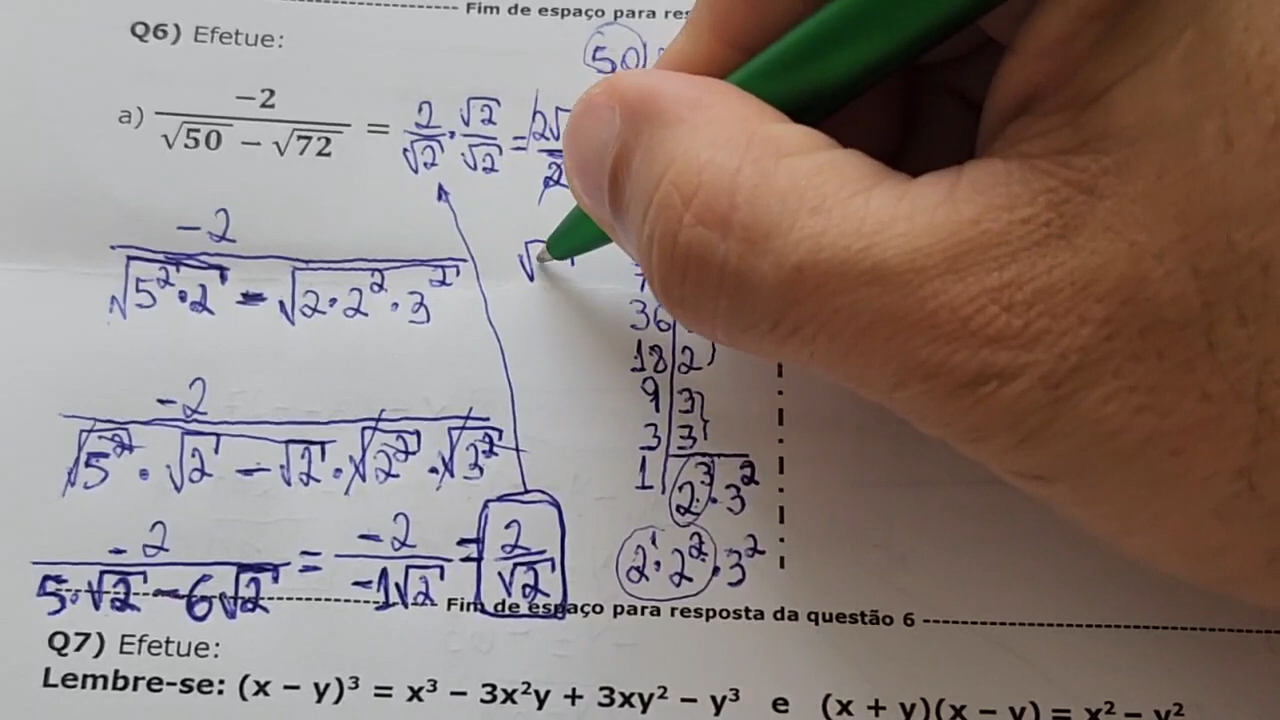 Fim de espaço para
Q6) Efetue:
50
a) -2 / √50 - √72 = 2/√2 · √2/√2 = 2√ / 2
-2
√5²·2 - √2·2²·3²
√
36 |
18 | 2
9 | 3
3 | 3
1 | 2³·3²
-2
√5² · √2 - √2 · √2² · √3²
2¹·2²·3²
-2 / 5·√2 - 6√2 = -2 / -1√2 = 2/√2
Fim de espaço para resposta da questão 6
Q7) Efetue:
Lembre-se: (x − y)³ = x³ − 3x²y + 3xy² − y³ e (x + y)(x − y) = x² − y²